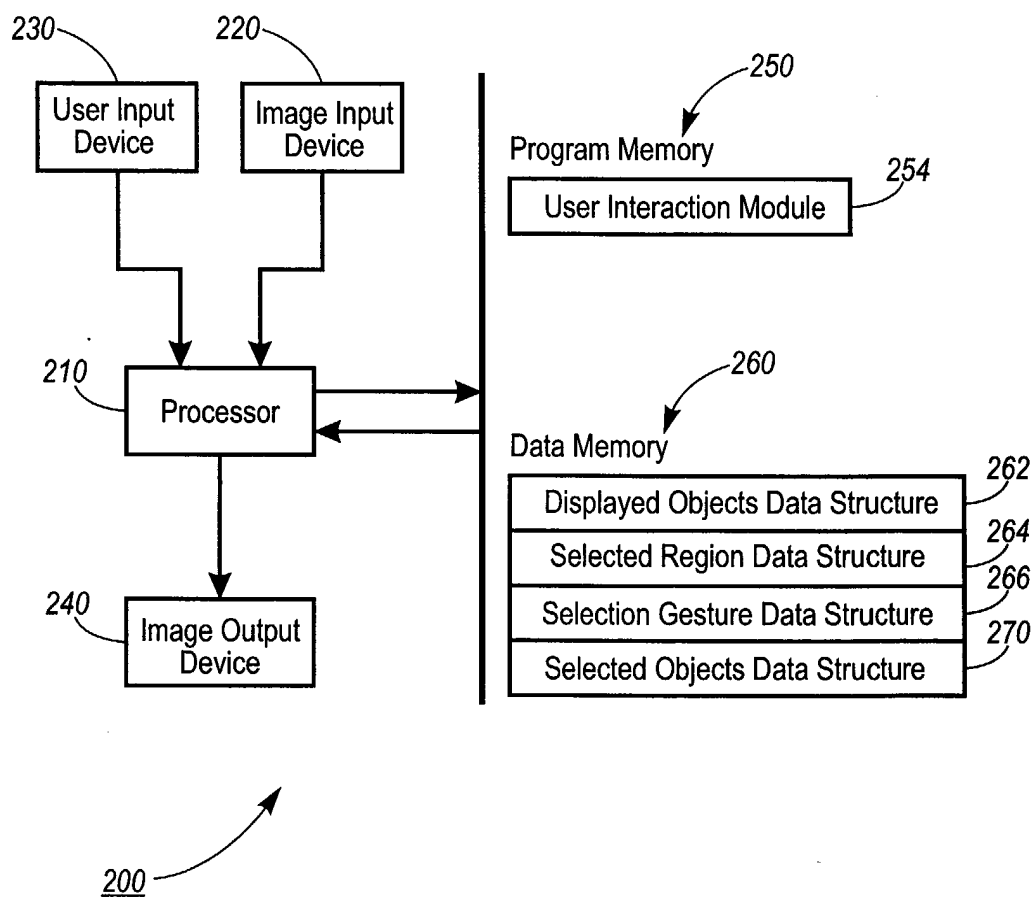 230
220
250
User Input
Device
Image Input
Device
Program Memory
254
User Interaction Module
210
Processor
260
Data Memory
262
Displayed Objects Data Structure
264
Selected Region Data Structure
266
Selection Gesture Data Structure
270
Selected Objects Data Structure
240
Image Output
Device
200